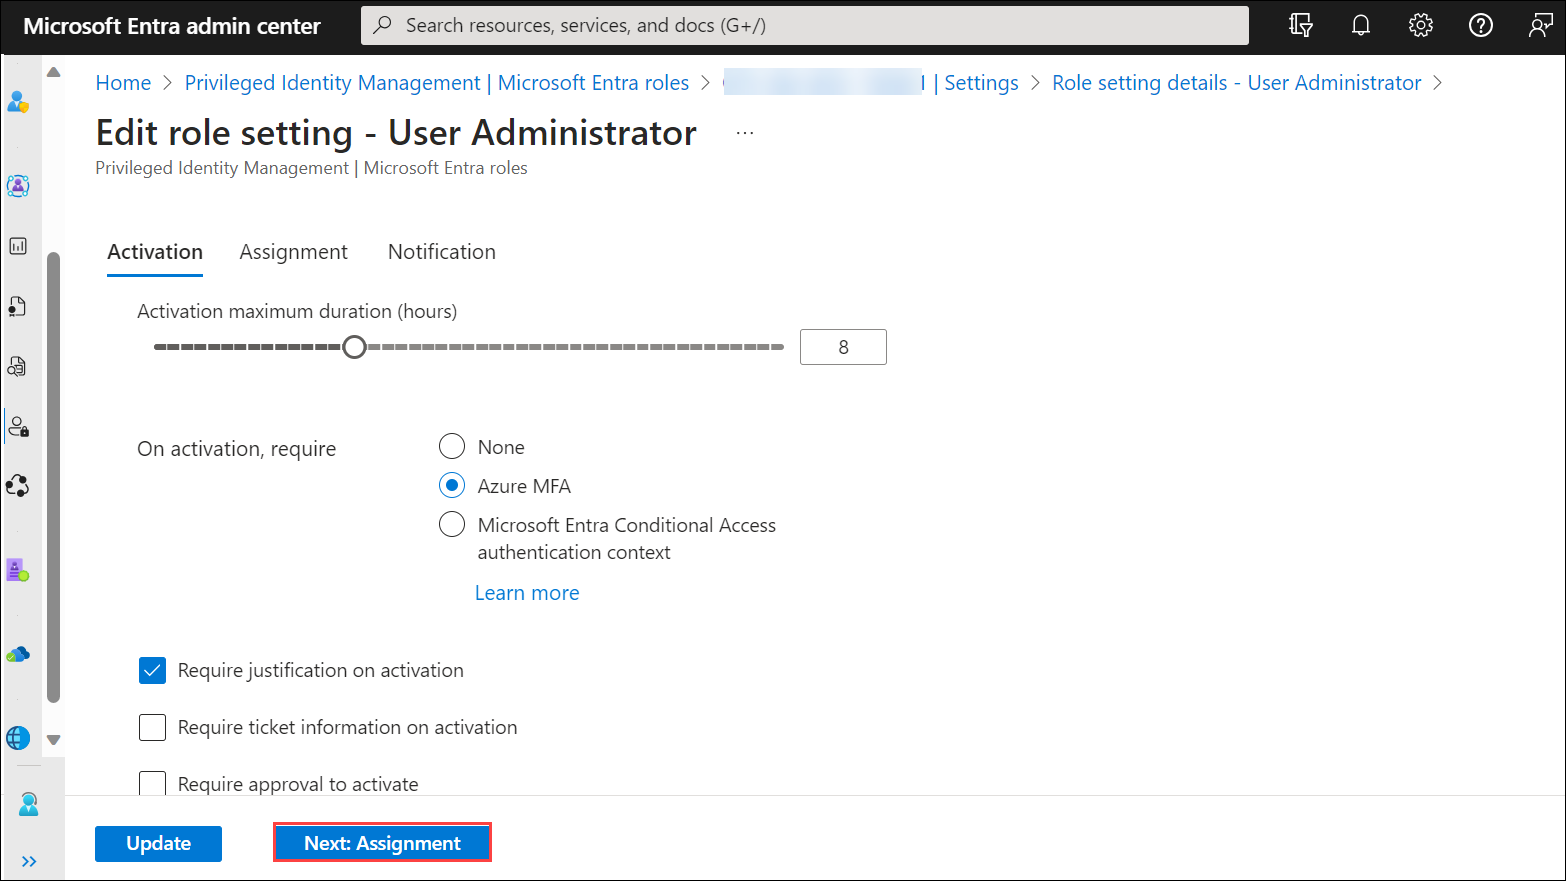 Microsoft Entra admin center
Search resources, services, and docs (G+/)
Home > Privileged Identity Management | Microsoft Entra roles > | Settings > Role setting details - User Administrator >
Edit role setting - User Administrator ...
Privileged Identity Management | Microsoft Entra roles
Activation Assignment Notification
Activation maximum duration (hours)
8
On activation, require
None
Azure MFA
Microsoft Entra Conditional Access
authentication context
Learn more
Require justification on activation
Require ticket information on activation
Require approval to activate
Update Next: Assignment